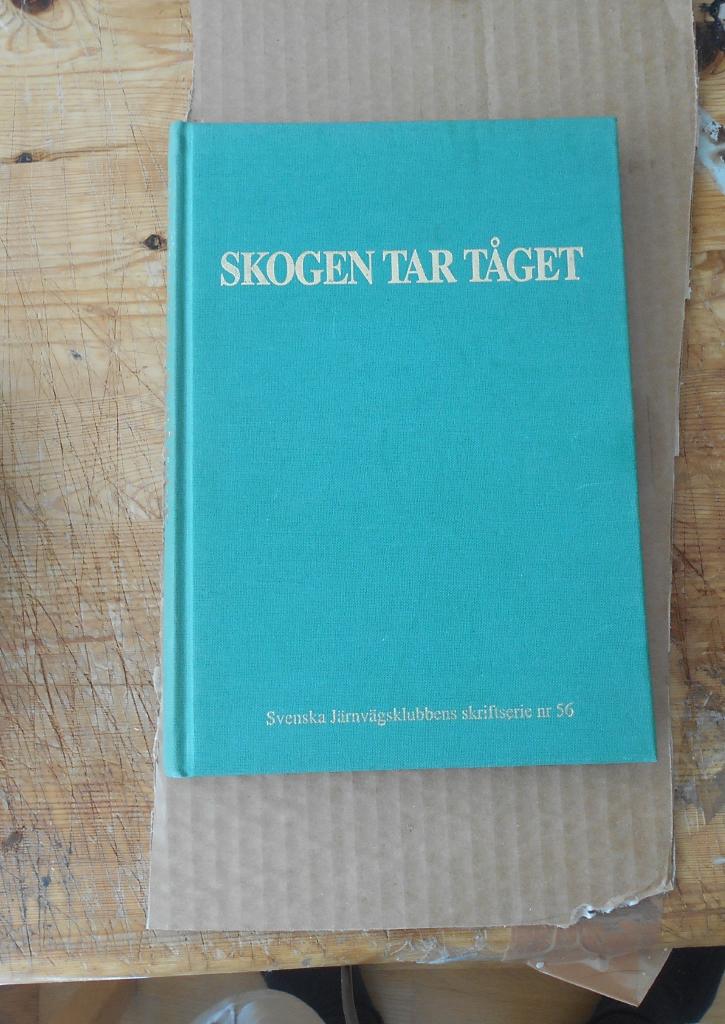 SKOGEN TAR TÅGET
Svenska Järnvägsklubbens skriftserie nr 56